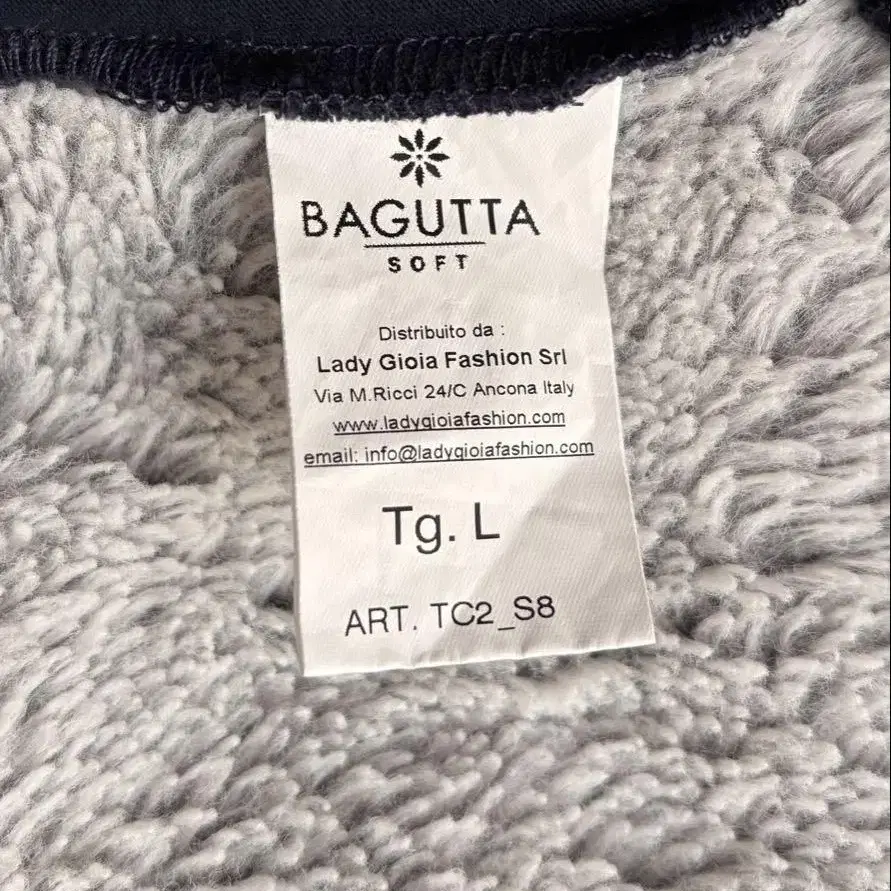 BAGUTTA
SOFT
Distribuito da :
Lady Gioia Fashion Srl
Via M.Ricci 24/C Ancona Italy
www.ladygioiafashion.com
email: info@ladygioiafashion.com
Tg. L
ART. TC2_S8